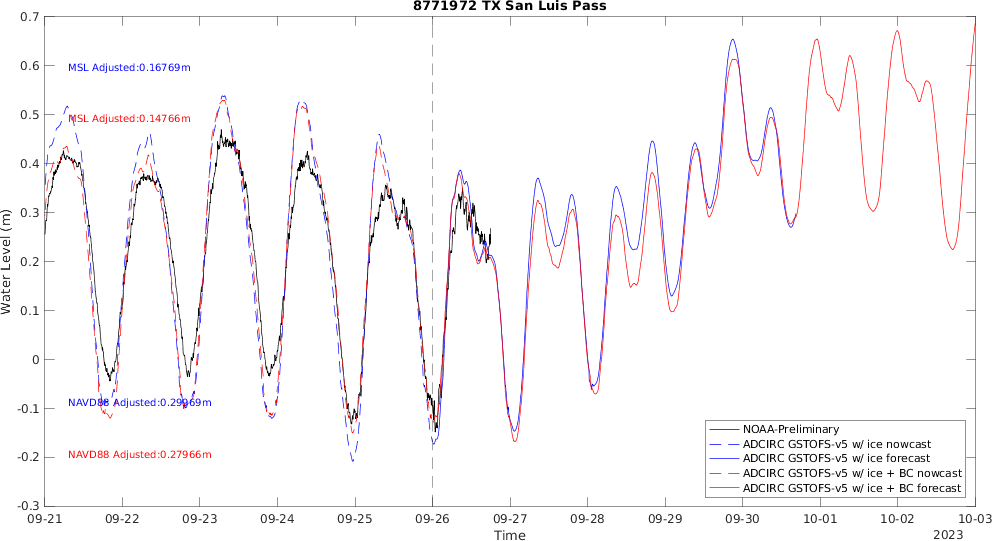 8771972 TX San Luis Pass
0.7
0.6
0.5
0.4
0.3
0.2
0.1
0
-0.1
-0.2
-0.3
Water Level (m)
MSL Adjusted:0.16769m
MSL Adjusted:0.14766m
NAVD88 Adjusted:0.29969m
NAVD88 Adjusted:0.27966m
NOAA-Preliminary
ADCIRC GSTOFS-v5 w/ ice nowcast
ADCIRC GSTOFS-v5 w/ ice forecast
ADCIRC GSTOFS-v5 w/ ice + BC nowcast
ADCIRC GSTOFS-v5 w/ ice + BC forecast
09-21 09-22 09-23 09-24 09-25 09-26 09-27 09-28 09-29 09-30 10-01 10-02 10-03
Time
2023